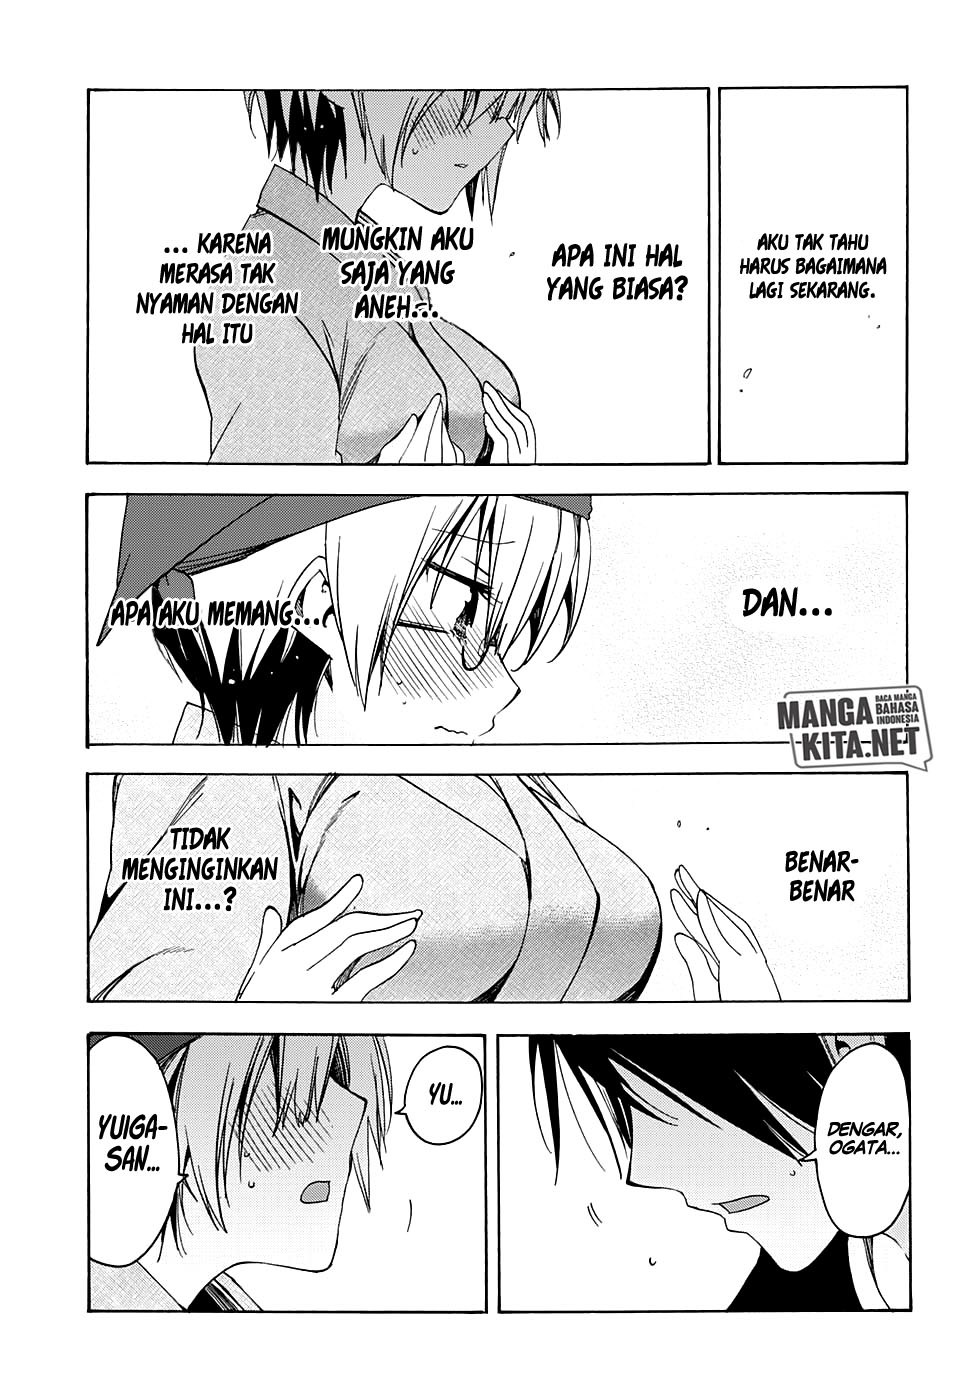 AKU TAK TAHU
HARUS BAGAIMANA
LAGI SEKARANG.
APA INI HAL
YANG BIASA?
MUNGKIN AKU
SAJA YANG
ANEH...
... KARENA
MERASA TAK
NYAMAN DENGAN
HAL ITU
DAN...
APA AKU MEMANG...
MANGA
KITA.NET
BACA MANGA
BAHASA
INDONESIA
BENAR-
BENAR
TIDAK
MENGINGINKAN
INI...?
DENGAR,
OGATA...
YU...
YUIGA-
SAN...